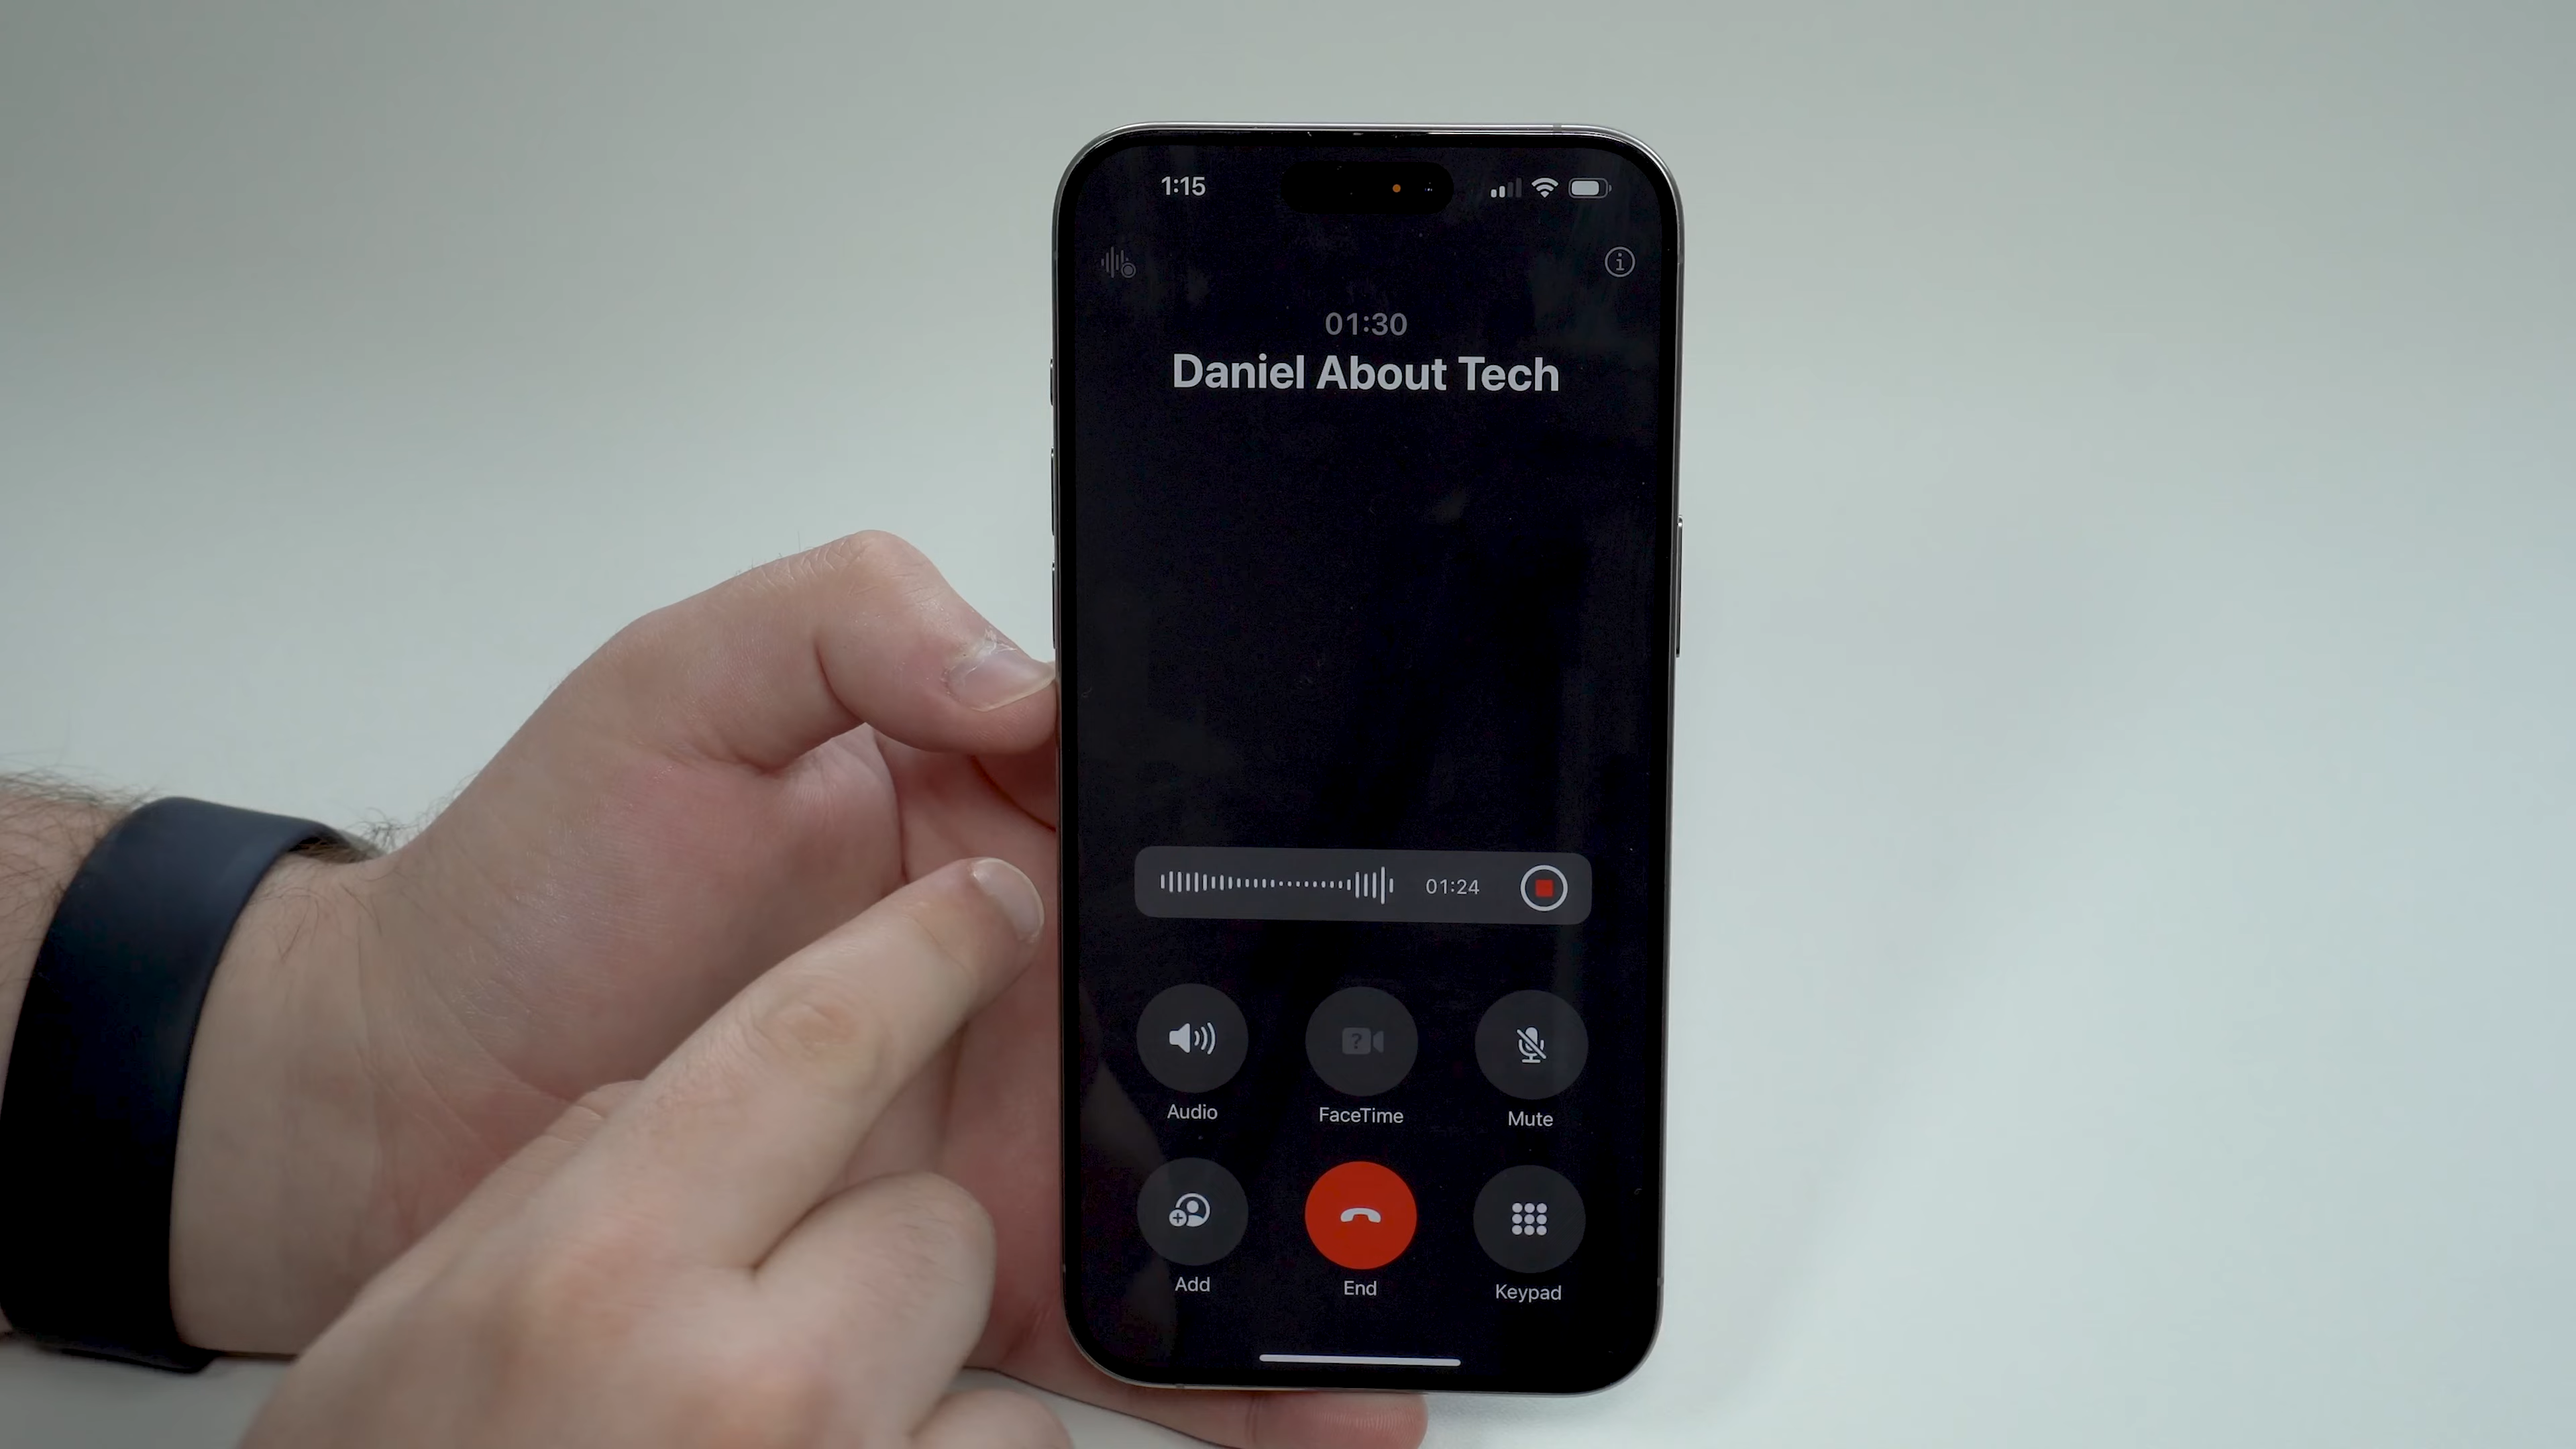 1:15
01:30
Daniel About Tech
01:24
Audio
FaceTime
Mute
Add
End
Keypad